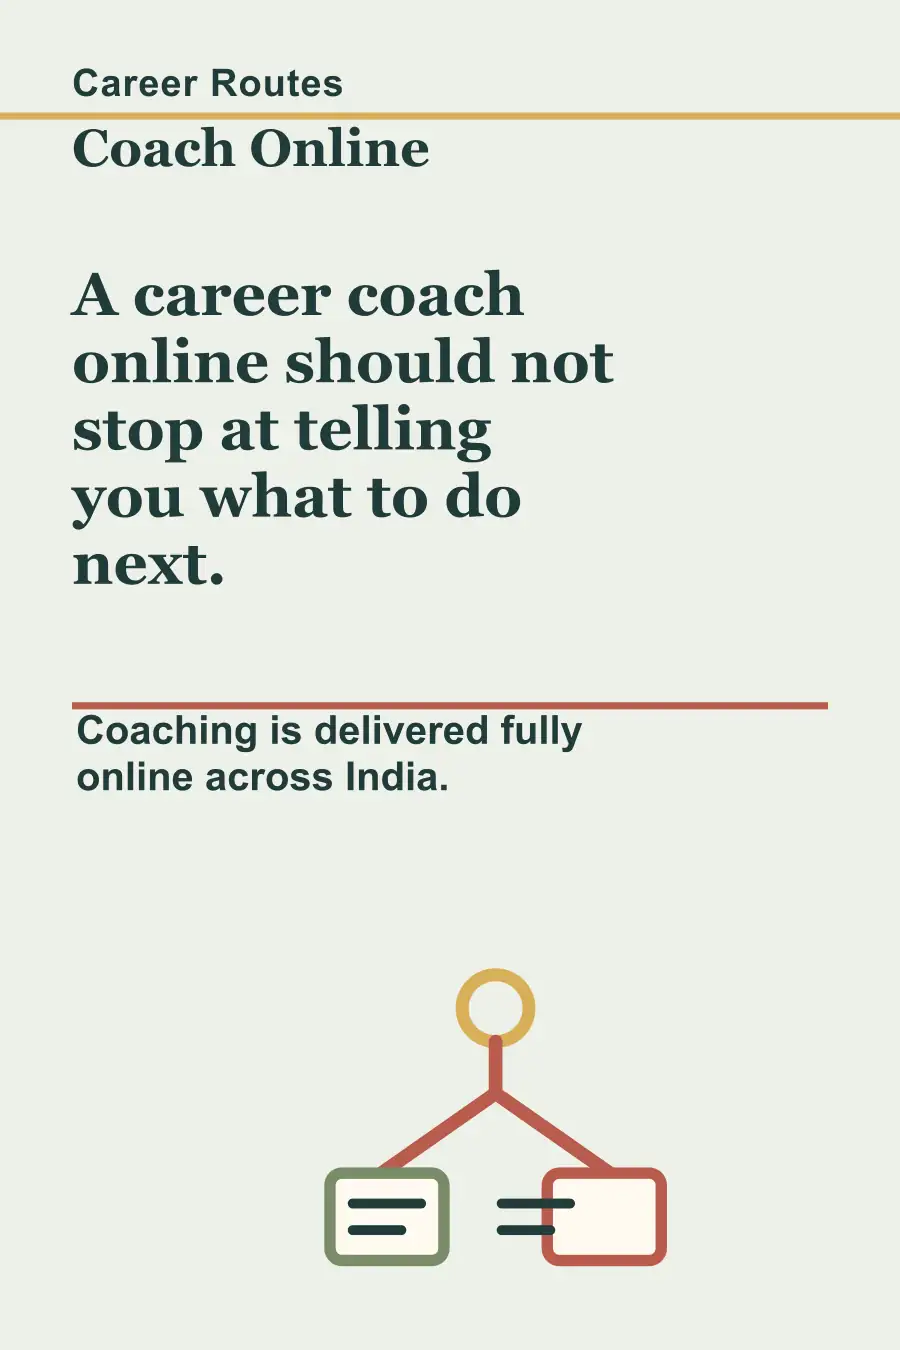 Career Routes
Coach Online
A career coach
online should not
stop at telling
you what to do
next.
Coaching is delivered fully
online across India.